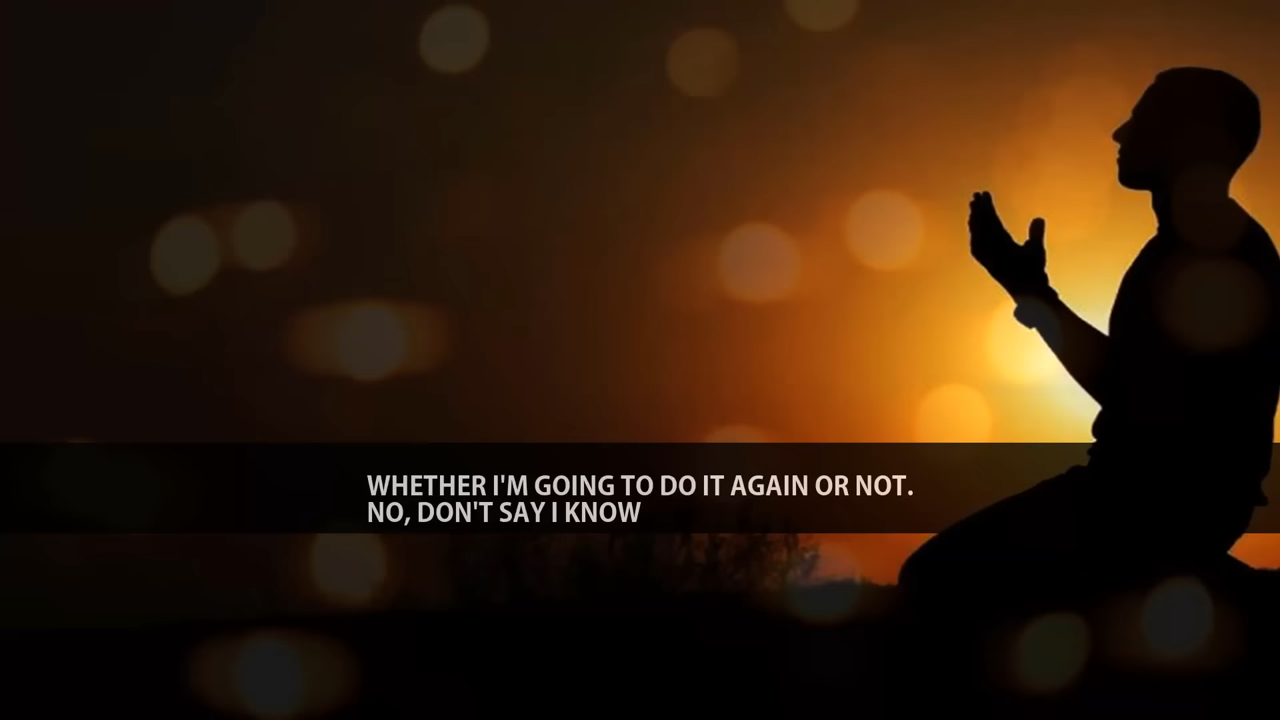 WHETHER I'M GOING TO DO IT AGAIN OR NOT.
NO, DON'T SAY I KNOW